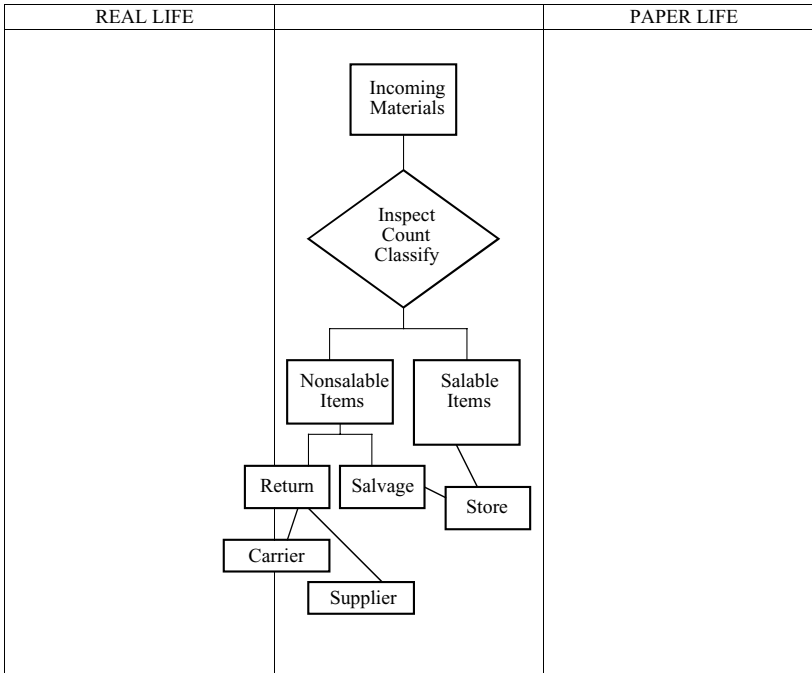 REAL LIFE
PAPER LIFE
Incoming
Materials
Inspect
Count
Classify
Nonsalable
Items
Salable
Items
Return
Salvage
Store
Carrier
Supplier